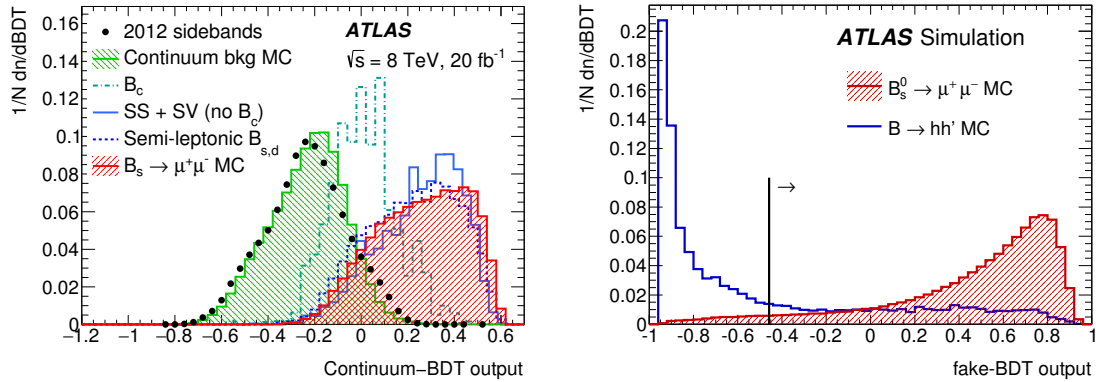 1/N dn/dBDT
0.16
0.14
0.12
0.1
0.08
0.06
0.04
0.02
0
2012 sidebands
Continuum bkg MC
B_c
SS + SV (no B_c)
Semi-leptonic B_{s,d}
B_s → μ⁺μ⁻ MC
ATLAS
√s = 8 TeV, 20 fb⁻¹
−1.2 −1 −0.8 −0.6 −0.4 −0.2 0 0.2 0.4 0.6
Continuum−BDT output
1/N dn/dBDT
0.2
0.18
0.16
0.14
0.12
0.1
0.08
0.06
0.04
0.02
0
ATLAS Simulation
B_s^0 → μ⁺ μ⁻ MC
B → hh' MC
→
−1 −0.8 −0.6 −0.4 −0.2 0 0.2 0.4 0.6 0.8 1
fake-BDT output